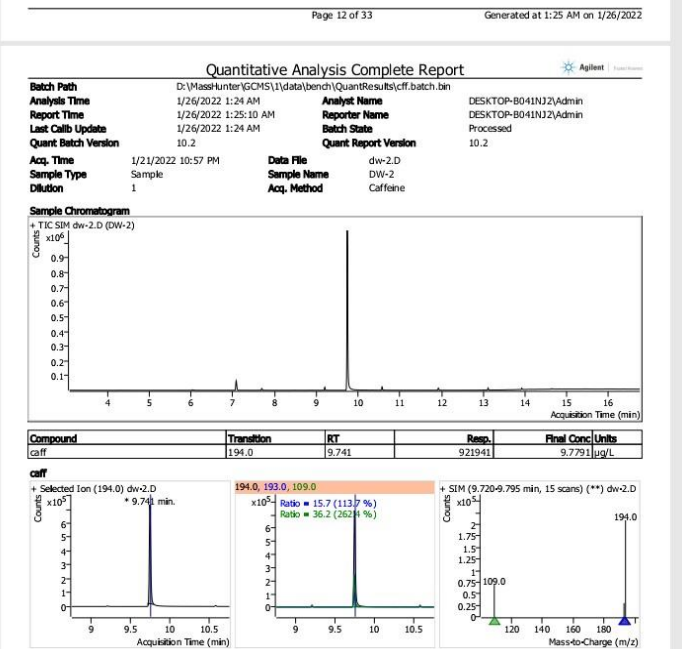 Page 12 of 33 Generated at 1:25 AM on 1/26/2022
Quantitative Analysis Complete Report
Agilent
Batch Path D:\MassHunter\GCMS\1\data\bench\QuantResults\cff.batch.bin
Analysis Time 1/26/2022 1:24 AM Analyst Name DESKTOP-B041NJ2\Admin
Report Time 1/26/2022 1:25:10 AM Reporter Name DESKTOP-B041NJ2\Admin
Last Calib Update 1/26/2022 1:24 AM Batch State Processed
Quant Batch Version 10.2 Quant Report Version 10.2
Acq. Time 1/21/2022 10:57 PM Data File dw-2.D
Sample Type Sample Sample Name DW-2
Dilution 1 Acq. Method Caffeine
Sample Chromatogram
+ TIC SIM dw-2.D (DW-2)
Counts x10⁶
0.9
0.8
0.7
0.6
0.5
0.4
0.3
0.2
0.1
4 5 6 7 8 9 10 11 12 13 14 15 16
Acquisition Time (min)
Compound Transition RT Resp. Final Conc Units
caff 194.0 9.741 921941 9.7791 µg/L
caff
+ Selected Ion (194.0) dw-2.D
Counts x10⁵
* 9.741 min.
6
5
4
3
2
1
0
9 9.5 10 10.5
Acquisition Time (min)
194.0, 193.0, 109.0
x10⁵
Ratio = 15.7 (113.7 %)
Ratio = 36.2 %)
6
5
4
3
2
1
0
9 9.5 10 10.5
+ SIM (9.720-9.795 min, 15 scans) (**) dw-2.D
Counts x10⁵
194.0
2
1.75
1.5
1.25
1
0.75
109.0
0.5
0.25
0
120 140 160 180
Mass-to-Charge (m/z)